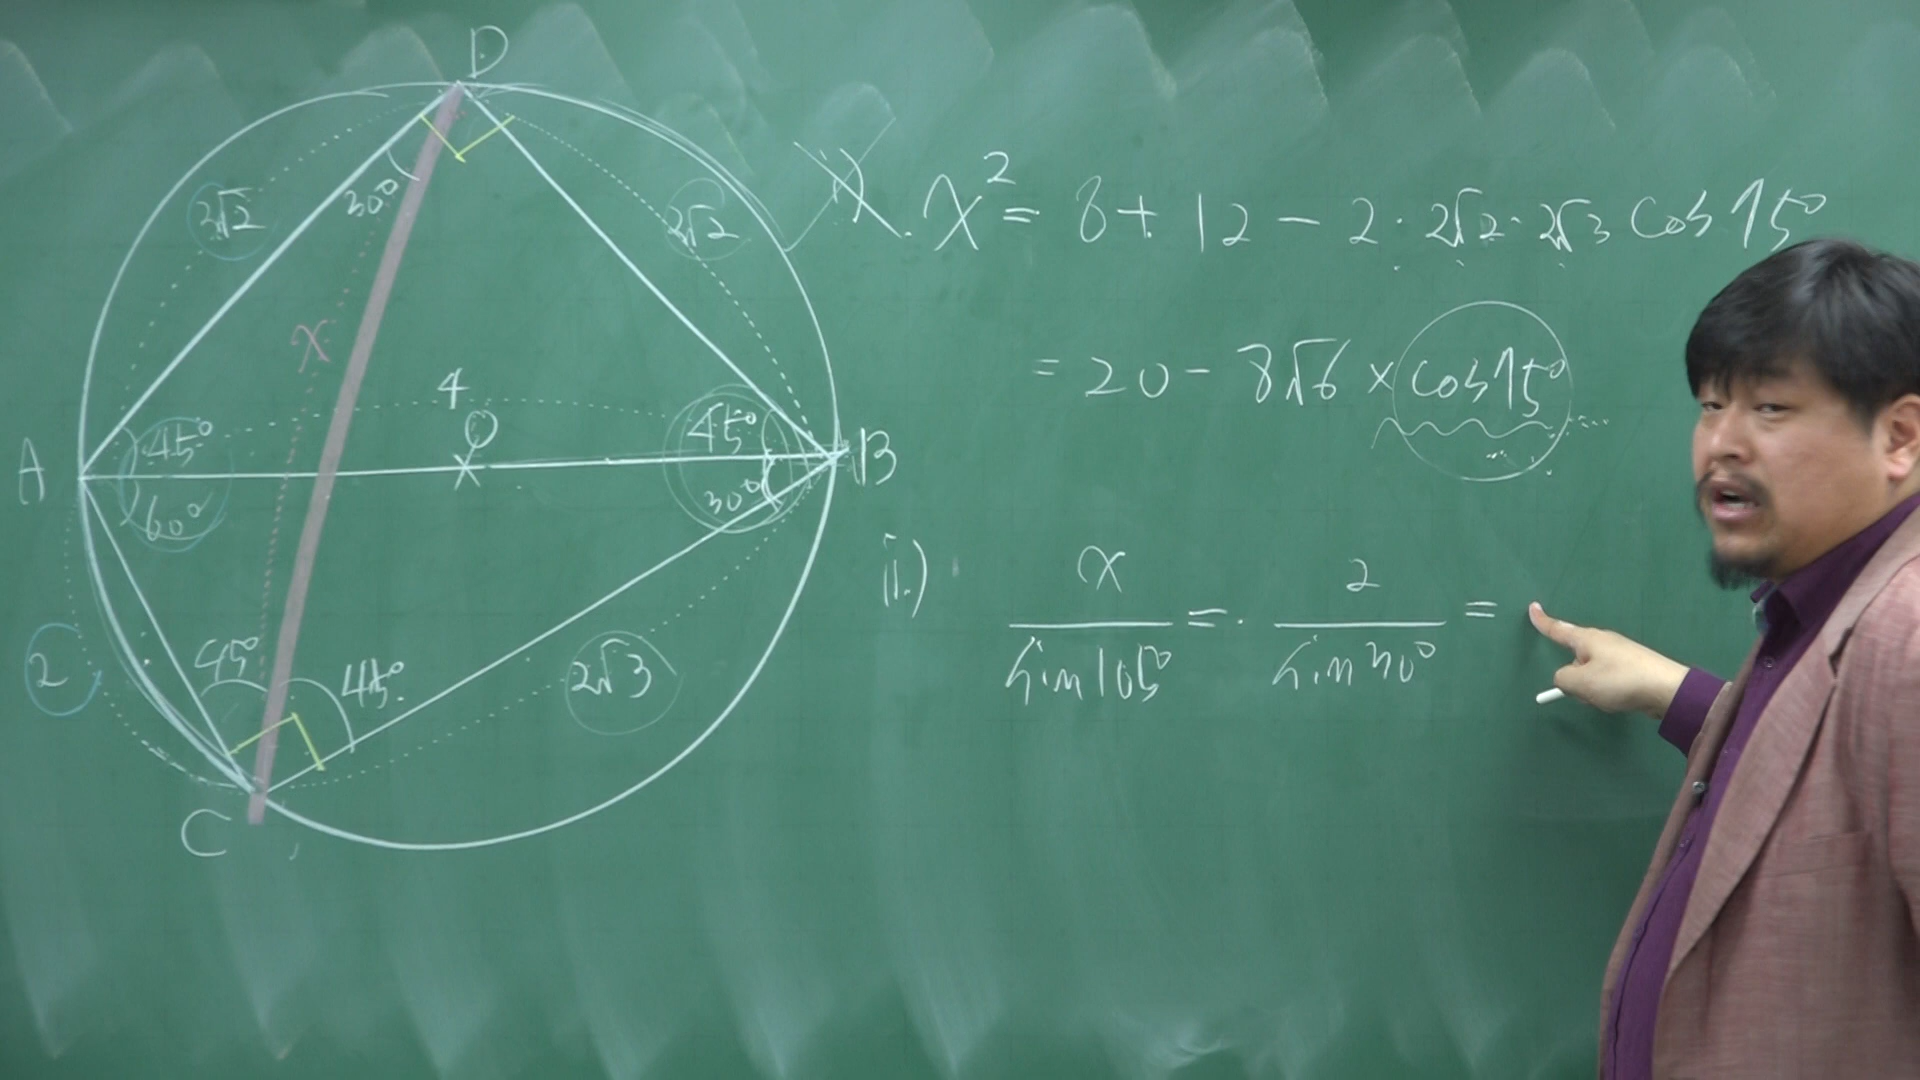 D
2√2
30°
2√2
x
4
O
A
45°
60°
45°
30°
B
2
45°
45°
2√3
C
i) x² = 8 + 12 - 2 · 2√2 · 2√3 cos 75°
= 20 - 8√6 × cos 75°
ii) x / sin 105° = 2 / sin 30° =